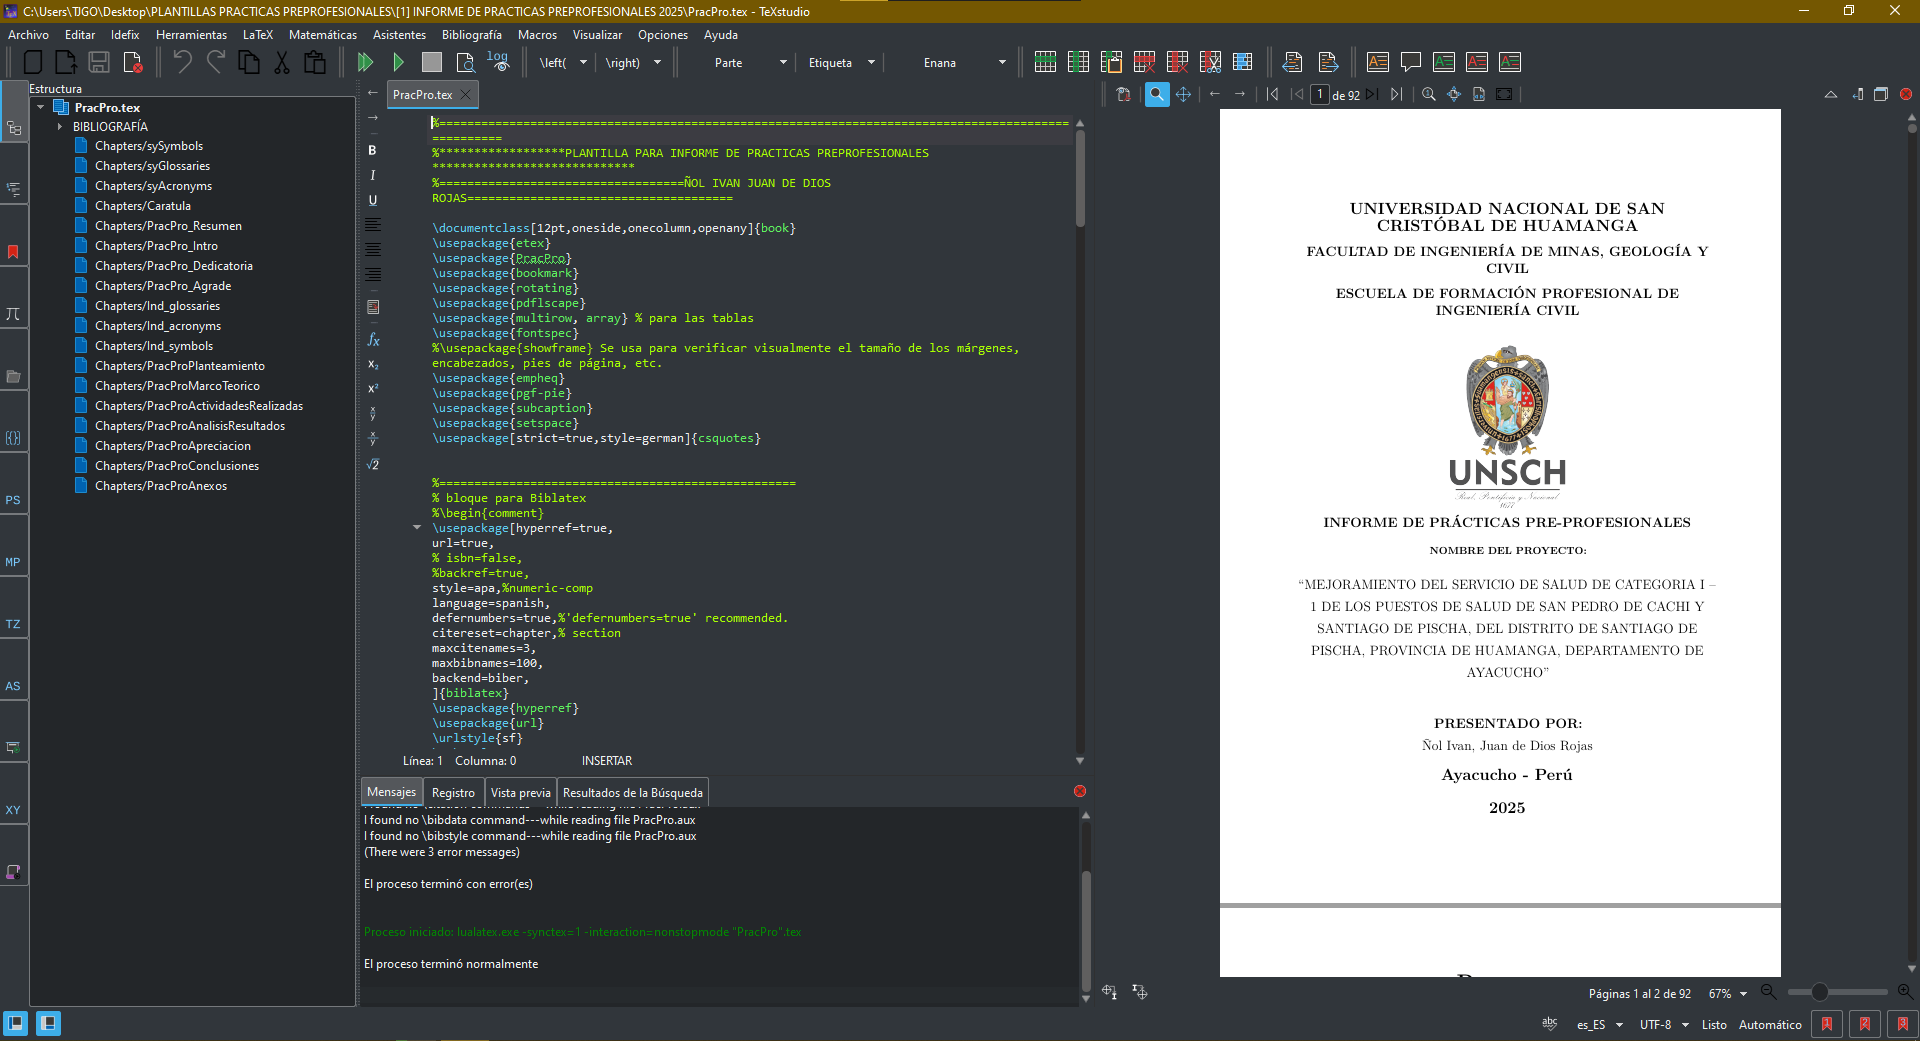 C:\Users\TJGO\Desktop\PLANTILLAS PRACTICAS PREPROFESIONALES\[1] INFORME DE PRACTICAS PREPROFESIONALES 2025\PracPro.tex - TeXstudio
Archivo Editar Idefix Herramientas LaTeX Matemáticas Asistentes Bibliografía Macros Visualizar Opciones Ayuda
log \left( \right) Parte Etiqueta Enana
Estructura
PracPro.tex
BIBLIOGRAFÍA
Chapters/sySymbols
Chapters/syGlossaries
Chapters/syAcronyms
Chapters/Caratula
Chapters/PracPro_Resumen
Chapters/PracPro_Intro
Chapters/PracPro_Dedicatoria
Chapters/PracPro_Agrade
Chapters/Ind_glossaries
Chapters/Ind_acronyms
Chapters/Ind_symbols
Chapters/PracProPlanteamiento
Chapters/PracProMarcoTeorico
Chapters/PracProActividadesRealizadas
Chapters/PracProAnalisisResultados
Chapters/PracProApreciacion
Chapters/PracProConclusiones
Chapters/PracProAnexos
PS
MP
TZ
AS
XY
PracPro.tex
B
I
U
%==========================================================================================
==========
%******************PLANTILLA PARA INFORME DE PRACTICAS PREPROFESIONALES
*****************************
%===================================ÑOL IVAN JUAN DE DIOS
ROJAS======================================
\documentclass[12pt,oneside,onecolumn,openany]{book}
\usepackage{etex}
\usepackage{PracPro}
\usepackage{bookmark}
\usepackage{rotating}
\usepackage{pdflscape}
\usepackage{multirow, array} % para las tablas
\usepackage{fontspec}
%\usepackage{showframe} Se usa para verificar visualmente el tamaño de los márgenes,
encabezados, pies de página, etc.
\usepackage{empheq}
\usepackage{pgf-pie}
\usepackage{subcaption}
\usepackage{setspace}
\usepackage[strict=true,style=german]{csquotes}
%===================================================
% bloque para Biblatex
%\begin{comment}
\usepackage[hyperref=true,
url=true,
% isbn=false,
%backref=true,
style=apa,%numeric-comp
language=spanish,
defernumbers=true,%'defernumbers=true' recommended.
citereset=chapter,% section
maxcitenames=3,
maxbibnames=100,
backend=biber,
]{biblatex}
\usepackage{hyperref}
\usepackage{url}
\urlstyle{sf}
Línea: 1 Columna: 0 INSERTAR
Mensajes Registro Vista previa Resultados de la Búsqueda
I found no \bibdata command---while reading file PracPro.aux
I found no \bibstyle command---while reading file PracPro.aux
(There were 3 error messages)
El proceso terminó con error(es)
Proceso iniciado: lualatex.exe -synctex=1 -interaction=nonstopmode "PracPro".tex
El proceso terminó normalmente
1 de 92
UNIVERSIDAD NACIONAL DE SAN
CRISTÓBAL DE HUAMANGA
FACULTAD DE INGENIERÍA DE MINAS, GEOLOGÍA Y
CIVIL
ESCUELA DE FORMACIÓN PROFESIONAL DE
INGENIERÍA CIVIL
UNSCH
Real, Pontificia y Nacional
1677
INFORME DE PRÁCTICAS PRE-PROFESIONALES
NOMBRE DEL PROYECTO:
“MEJORAMIENTO DEL SERVICIO DE SALUD DE CATEGORIA I –
1 DE LOS PUESTOS DE SALUD DE SAN PEDRO DE CACHI Y
SANTIAGO DE PISCHA, DEL DISTRITO DE SANTIAGO DE
PISCHA, PROVINCIA DE HUAMANGA, DEPARTAMENTO DE
AYACUCHO”
PRESENTADO POR:
Ñol Ivan, Juan de Dios Rojas
Ayacucho - Perú
2025
Páginas 1 al 2 de 92 67%
es_ES UTF-8 Listo Automático 1 2 3